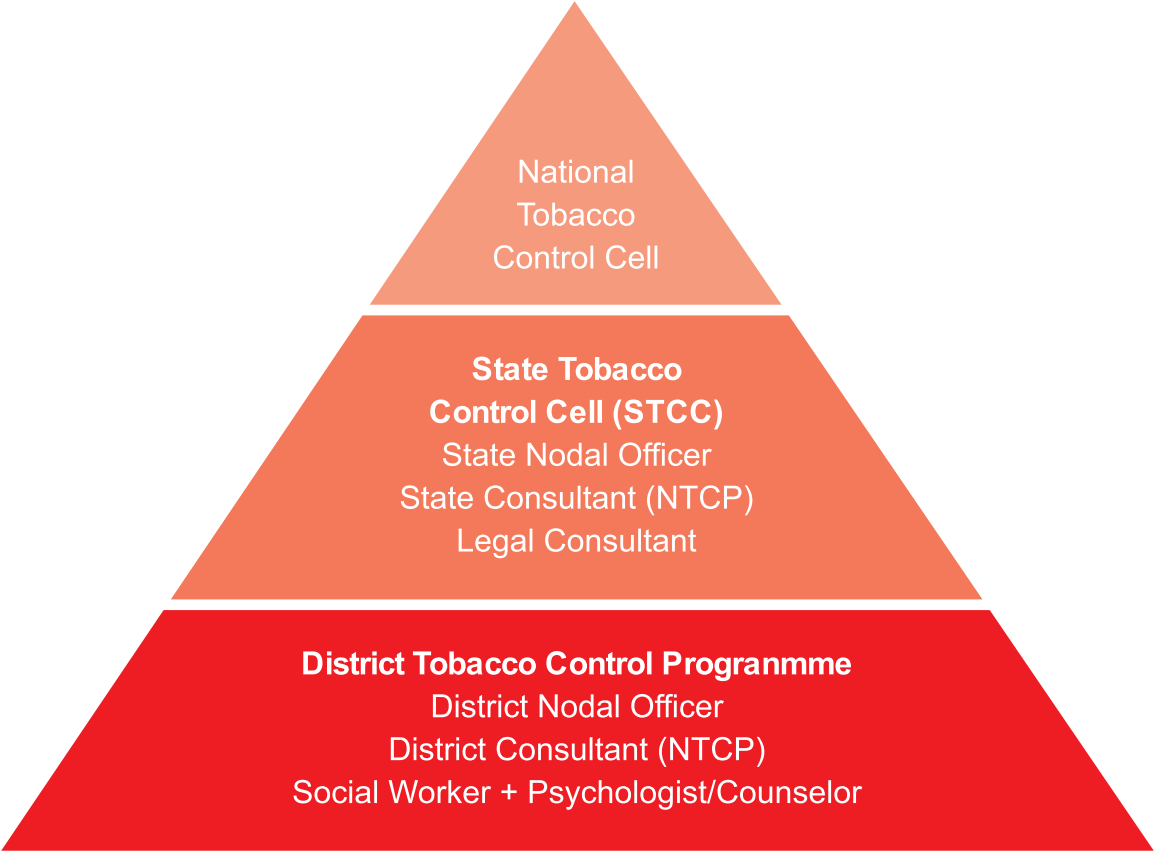 National
Tobacco
Control Cell
State Tobacco
Control Cell (STCC)
State Nodal Officer
State Consultant (NTCP)
Legal Consultant
District Tobacco Control Progranmme
District Nodal Officer
District Consultant (NTCP)
Social Worker + Psychologist/Counselor